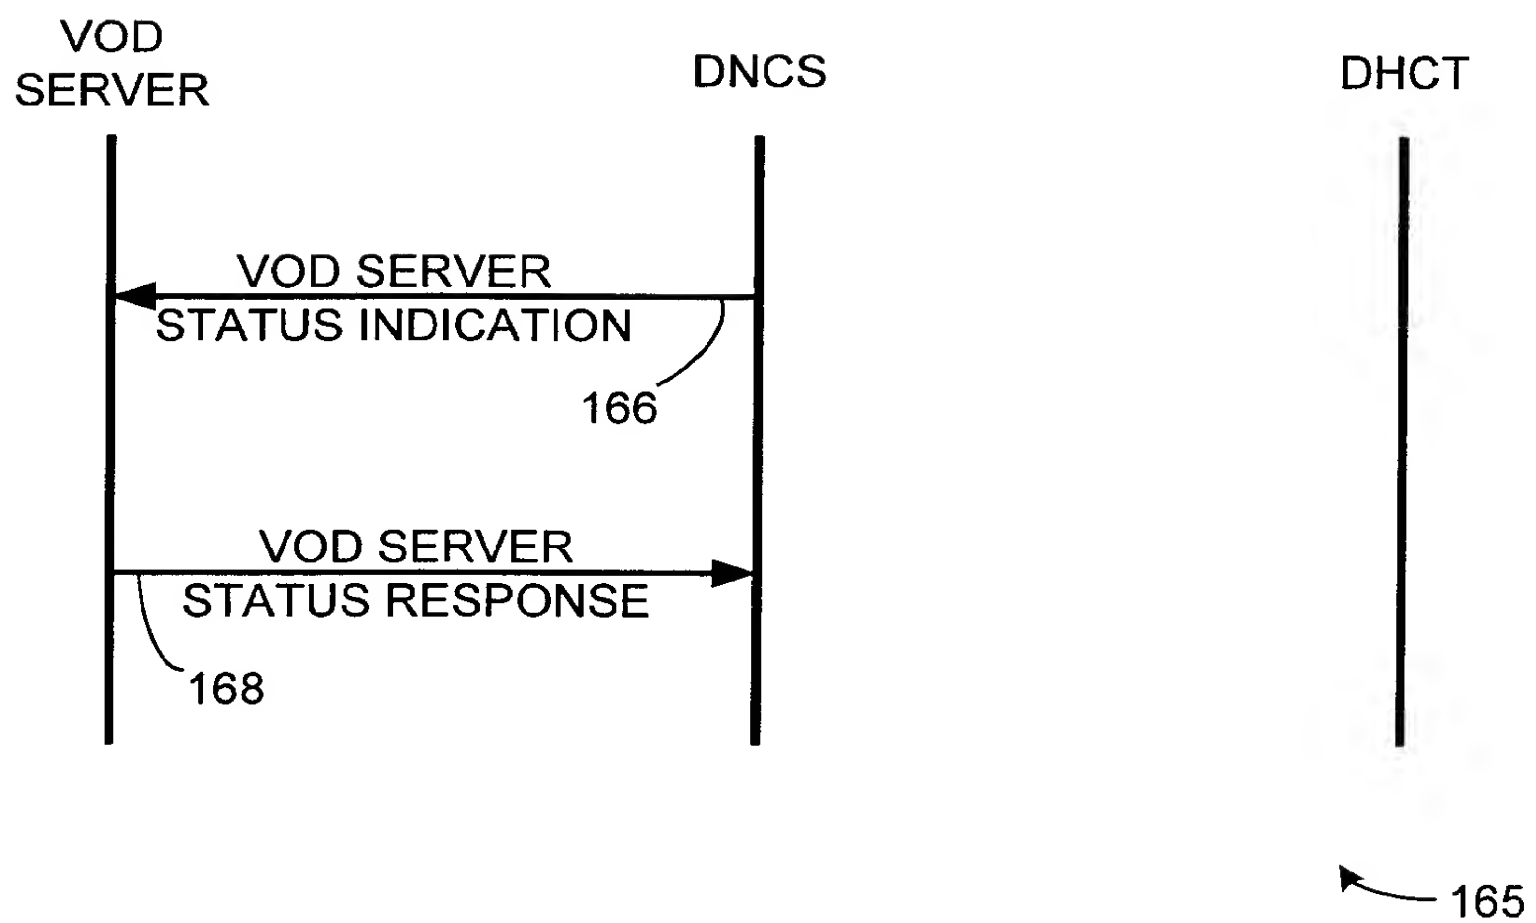 VOD
SERVER
DNCS
DHCT
VOD SERVER
STATUS INDICATION
166
VOD SERVER
STATUS RESPONSE
168
165